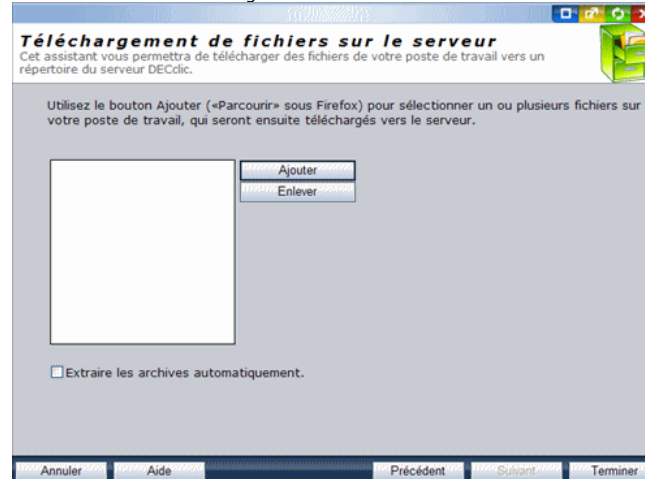 Téléchargement de fichiers sur le serveur
Cet assistant vous permettra de télécharger des fichiers de votre poste de travail vers un
répertoire du serveur DECclic.
Utilisez le bouton Ajouter («Parcourir» sous Firefox) pour sélectionner un ou plusieurs fichiers sur
votre poste de travail, qui seront ensuite téléchargés vers le serveur.
Ajouter
Enlever
Extraire les archives automatiquement.
Annuler Aide Précédent Suivant Terminer